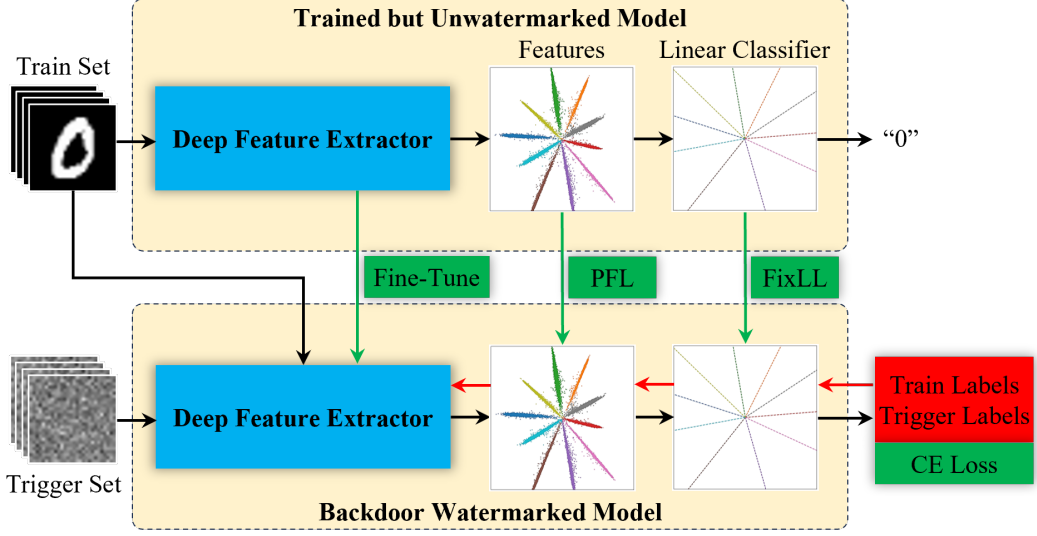 Trained but Unwatermarked Model
Train Set
Features
Linear Classifier
Deep Feature Extractor
“0”
Fine-Tune
PFL
FixLL
Deep Feature Extractor
Train Labels
Trigger Labels
CE Loss
Trigger Set
Backdoor Watermarked Model